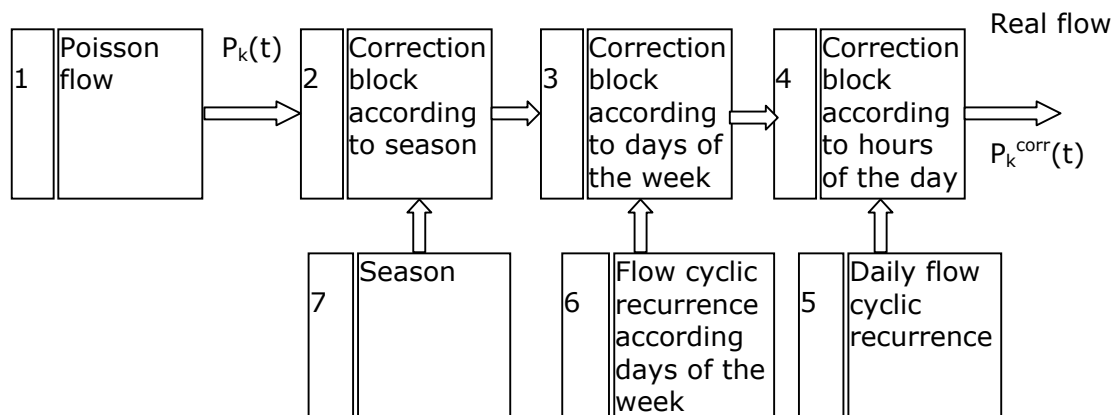 1
Poisson
flow
P_k(t)
2
Correction
block
according
to season
3
Correction
block
according
to days of
the week
4
Correction
block
according
to hours
of the day
Real flow
P_k^corr(t)
7
Season
6
Flow cyclic
recurrence
according
days of the
week
5
Daily flow
cyclic
recurrence